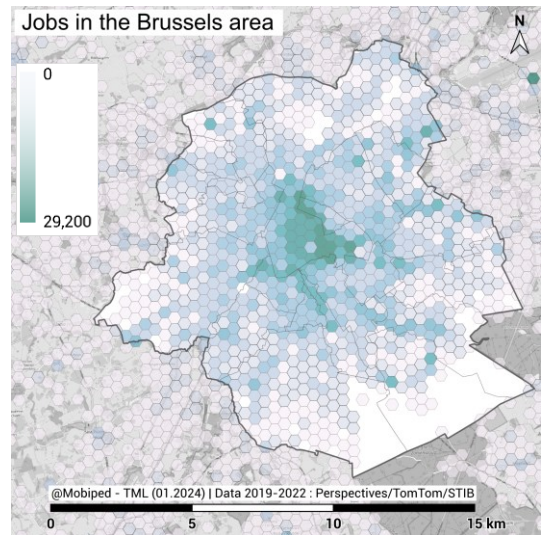 Jobs in the Brussels area
N
0
29,200
@Mobiped - TML (01.2024) | Data 2019-2022 : Perspectives/TomTom/STIB
0 5 10 15 km